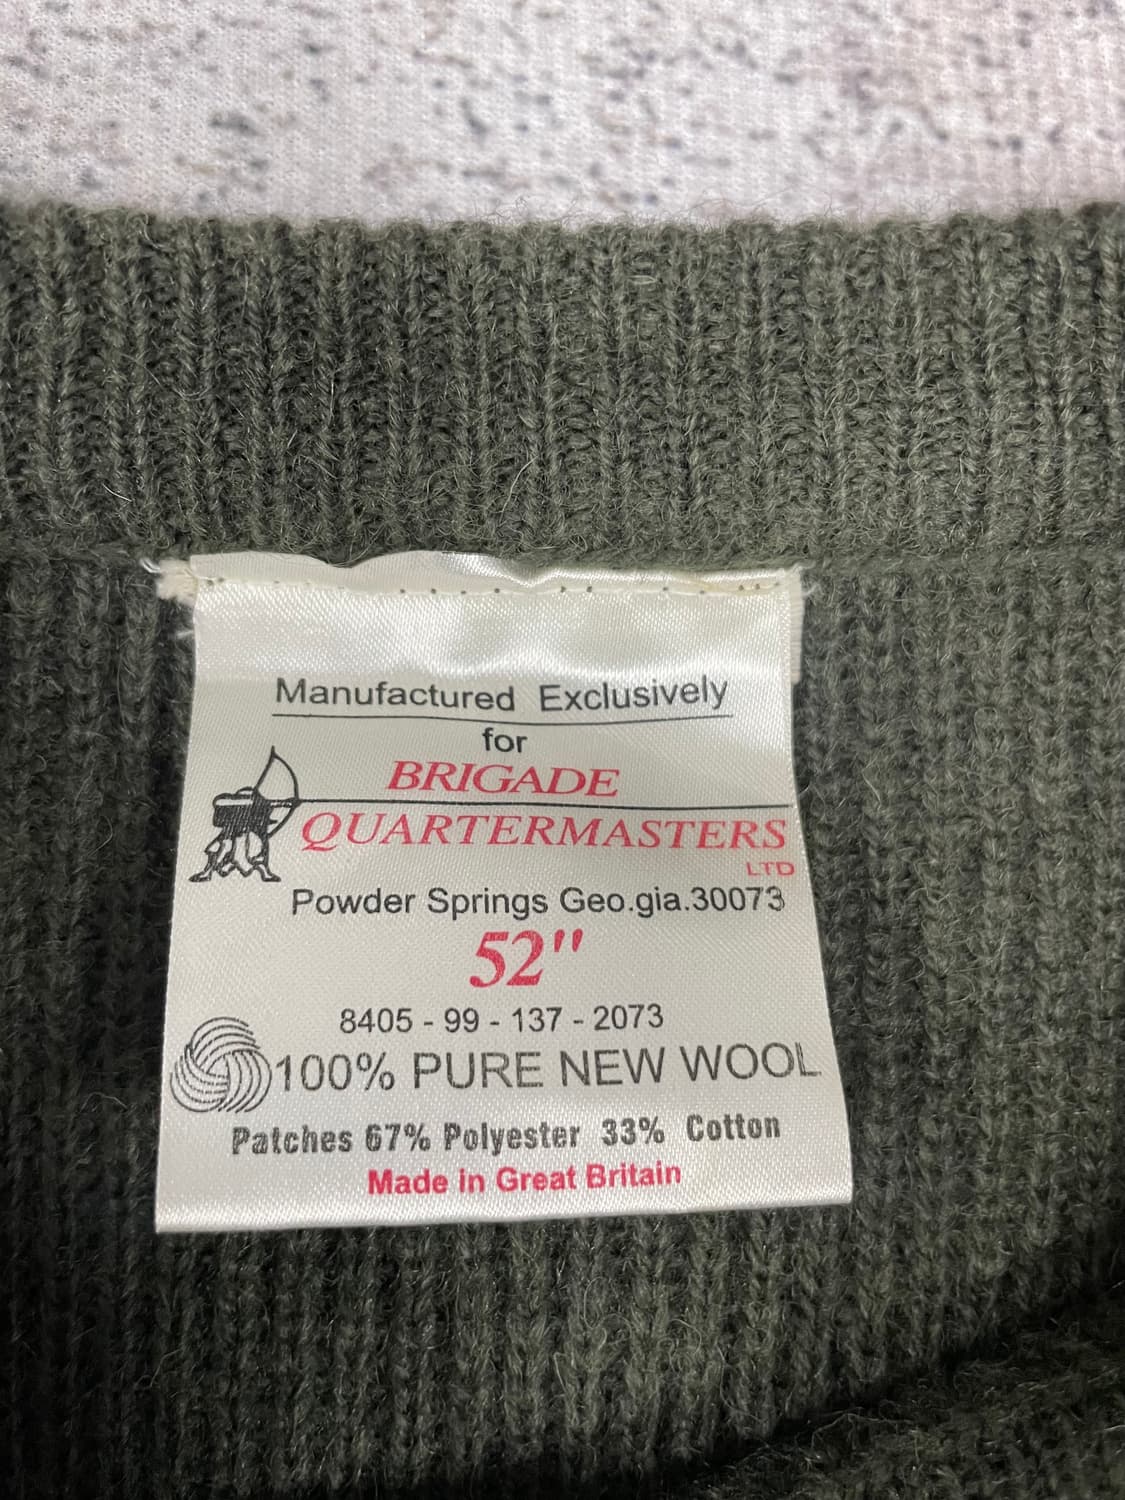 Manufactured Exclusively
for
BRIGADE
QUARTERMASTERS
LTD
Powder Springs Geo.gia.30073
52"
8405 - 99 - 137 - 2073
100% PURE NEW WOOL
Patches 67% Polyester 33% Cotton
Made in Great Britain